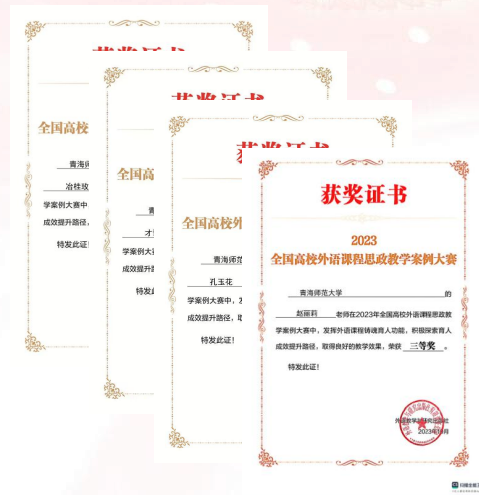 全国高校
青海师
冶桂玫
学案例大赛中
成效提升路径，
特发此证！
全国高
青
才
学案例大
成效提升路
特发此
全国高校外
青海师范
孔玉花
学案例大赛中，发
成效提升路径，取
特发此证！
获奖证书
2023
全国高校外语课程思政教学案例大赛
青海师范大学 的
赵丽莉 老师在2023年全国高校外语课程思政教
学案例大赛中，发挥外语课程铸魂育人功能，积极探索育人
成效提升路径，取得良好的教学效果，荣获 三等奖 。
特发此证！